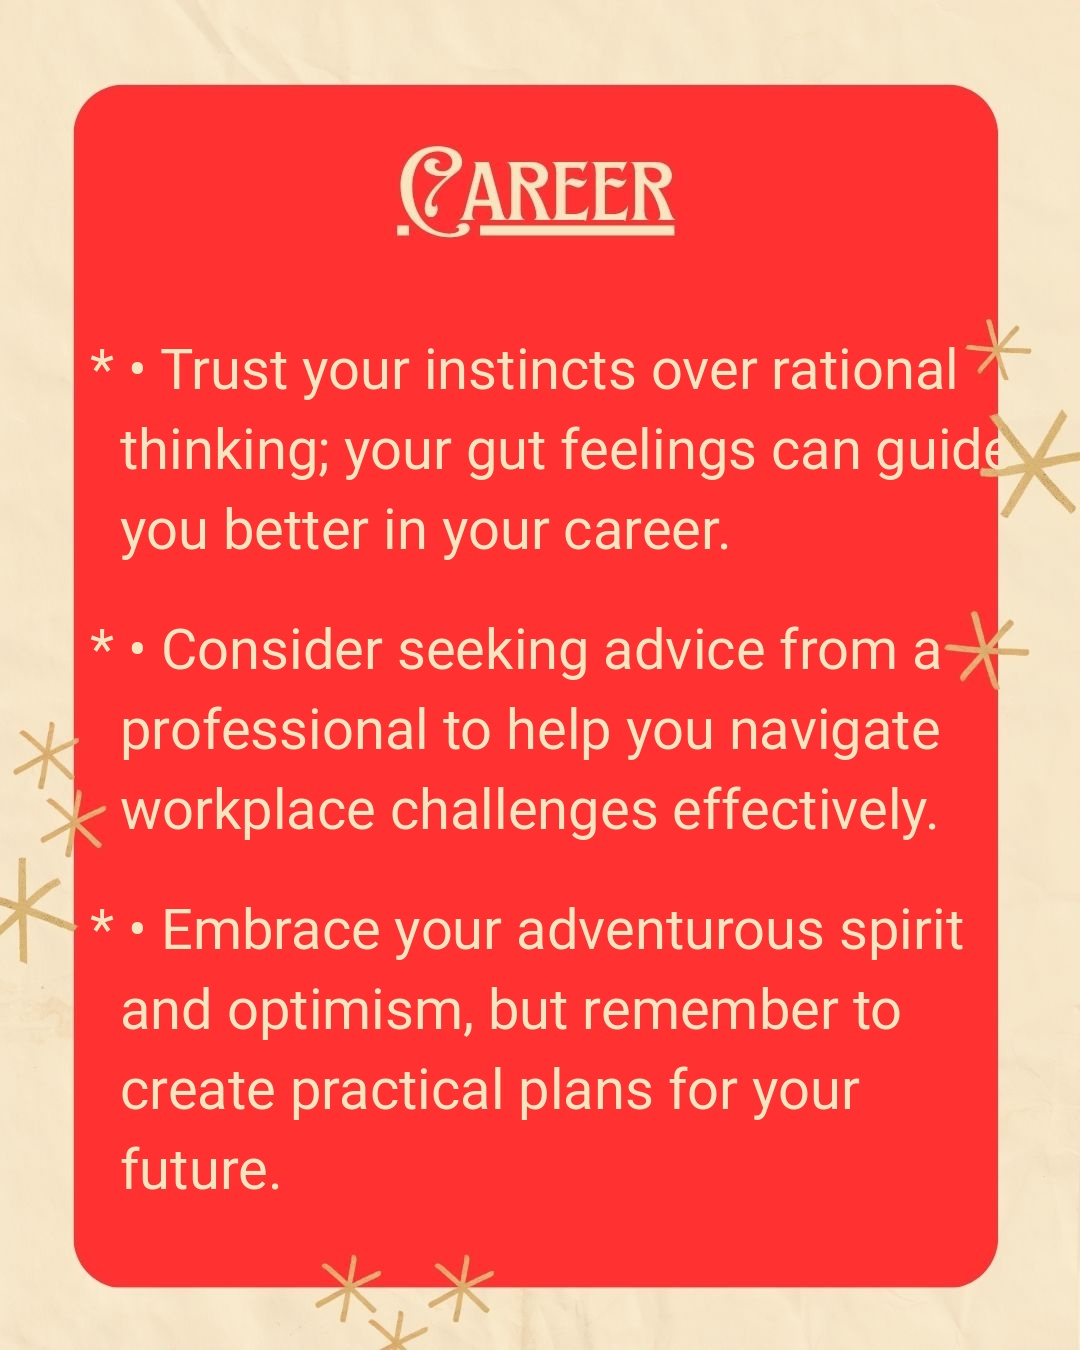 CAREER
* • Trust your instincts over rational
thinking; your gut feelings can guide
you better in your career.
* • Consider seeking advice from a
professional to help you navigate
workplace challenges effectively.
* • Embrace your adventurous spirit
and optimism, but remember to
create practical plans for your
future.